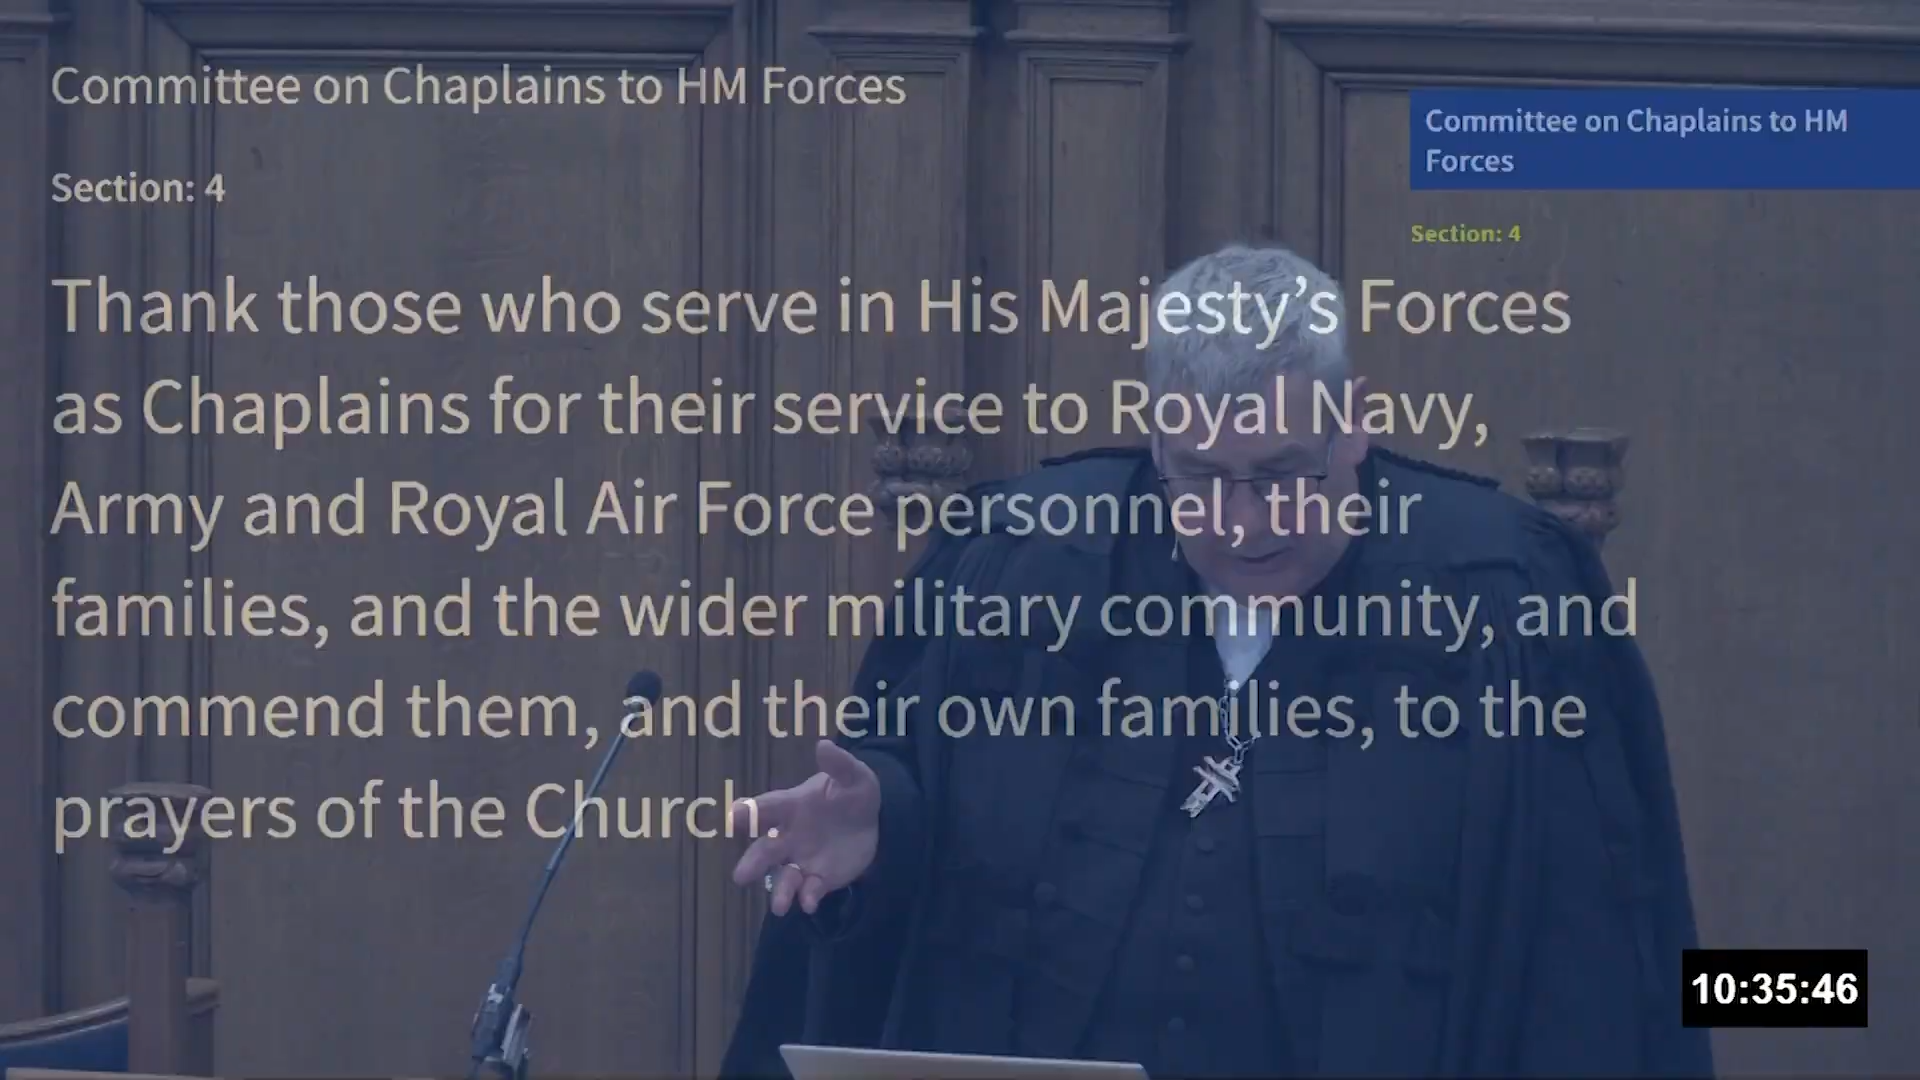 Committee on Chaplains to HM Forces
Section: 4
Thank those who serve in His Majesty’s Forces
as Chaplains for their service to Royal Navy,
Army and Royal Air Force personnel, their
families, and the wider military community, and
commend them, and their own families, to the
prayers of the Church.
Committee on Chaplains to HM
Forces
Section: 4
10:35:46